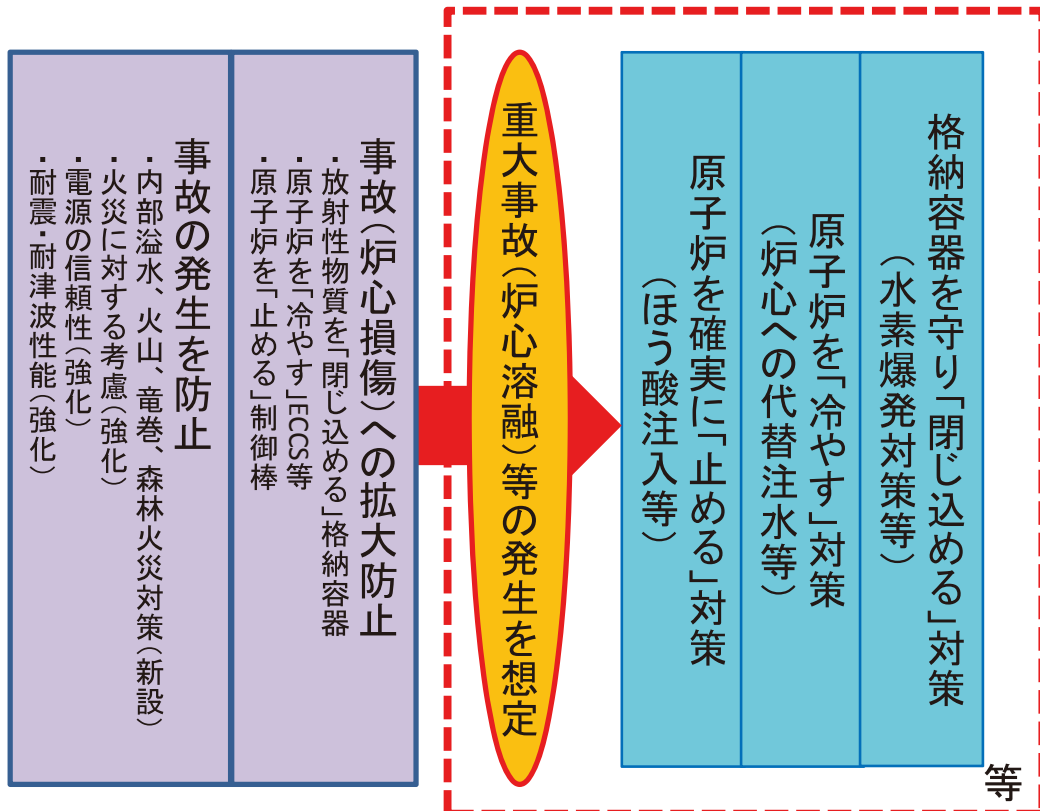 事故の発生を防止
・内部溢水、火山、竜巻、森林火災対策（新設）
・火災に対する考慮（強化）
・電源の信頼性（強化）
・耐震・耐津波性能（強化）
事故（炉心損傷）への拡大防止
・放射性物質を「閉じ込める」格納容器
・原子炉を「冷やす」ECCS等
・原子炉を「止める」制御棒
重大事故（炉心溶融）等の発生を想定
原子炉を確実に「止める」対策
（ほう酸注入等）
原子炉を「冷やす」対策
（炉心への代替注水等）
格納容器を守り「閉じ込める」対策
（水素爆発対策等）
等